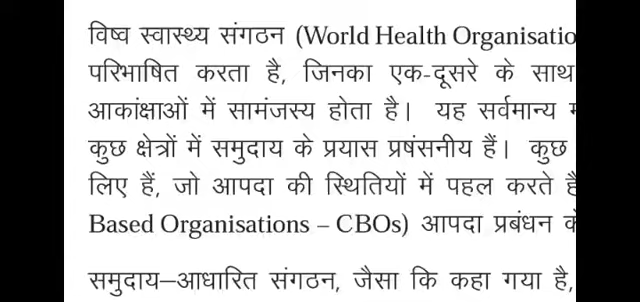 विष्व स्वास्थ्य संगठन (World Health Organisatio
परिभाषित करता है, जिनका एक-दूसरे के साथ
आकांक्षाओं में सामंजस्य होता है। यह सर्वमान्य
कुछ क्षेत्रों में समुदाय के प्रयास प्रषंसनीय हैं। कुछ
लिए हैं, जो आपदा की स्थितियों में पहल करते
Based Organisations – CBOs) आपदा प्रबंधन
समुदाय–आधारित संगठन, जैसा कि कहा गया है,